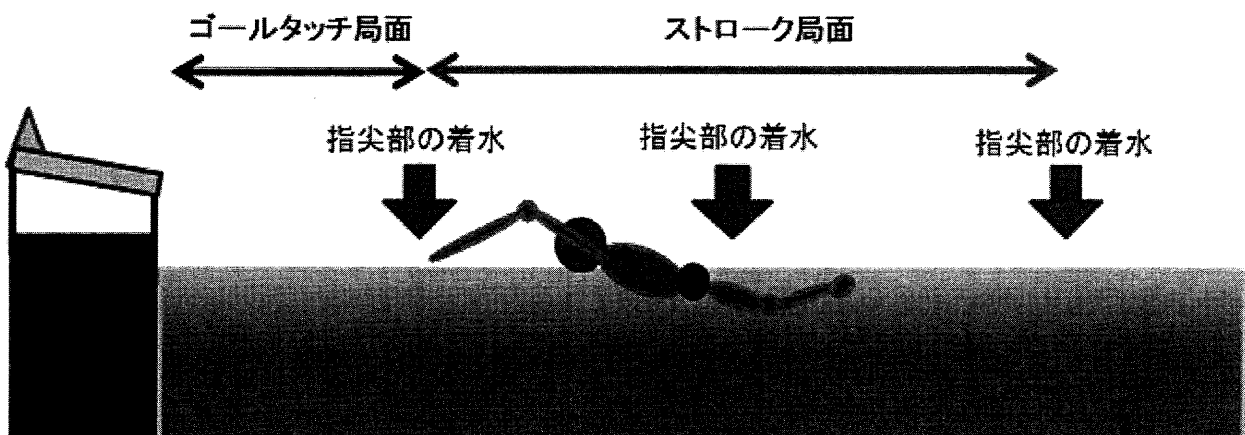 ゴールタッチ局面
ストローク局面
指尖部の着水
指尖部の着水
指尖部の着水